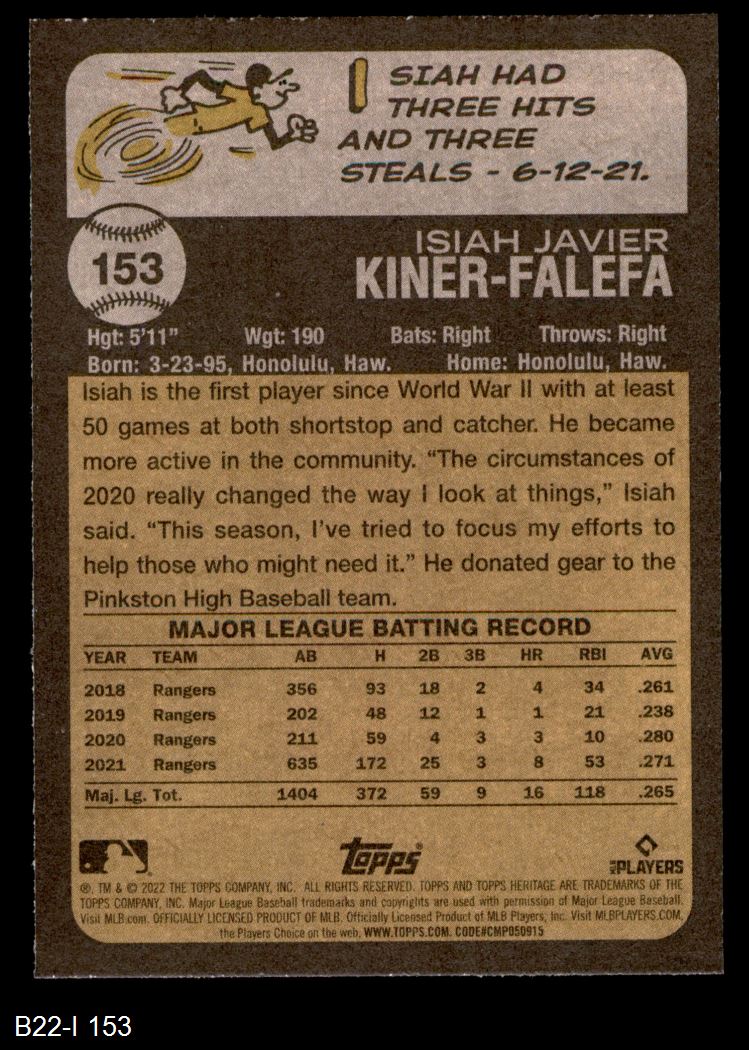 ISIAH HAD
THREE HITS
AND THREE
STEALS - 6-12-21.
153
ISIAH JAVIER
KINER-FALEFA
Hgt: 5'11" Wgt: 190 Bats: Right Throws: Right
Born: 3-23-95, Honolulu, Haw. Home: Honolulu, Haw.
Isiah is the first player since World War II with at least
50 games at both shortstop and catcher. He became
more active in the community. “The circumstances of
2020 really changed the way I look at things,” Isiah
said. “This season, I’ve tried to focus my efforts to
help those who might need it.” He donated gear to the
Pinkston High Baseball team.
MAJOR LEAGUE BATTING RECORD
YEAR TEAM AB H 2B 3B HR RBI AVG
2018 Rangers 356 93 18 2 4 34 .261
2019 Rangers 202 48 12 1 1 21 .238
2020 Rangers 211 59 4 3 3 10 .280
2021 Rangers 635 172 25 3 8 53 .271
Maj. Lg. Tot. 1404 372 59 9 16 118 .265
topps
PLAYERS
®, TM & © 2022 THE TOPPS COMPANY, INC. ALL RIGHTS RESERVED. TOPPS AND TOPPS HERITAGE ARE TRADEMARKS OF THE
TOPPS COMPANY, INC. Major League Baseball trademarks and copyrights are used with permission of Major League Baseball.
Visit MLB.com. OFFICIALLY LICENSED PRODUCT OF MLB. Officially Licensed Product of MLB Players, Inc. Visit MLBPLAYERS.COM,
the Players Choice on the web. WWW.TOPPS.COM. CODE#CMP050915
B22-I 153